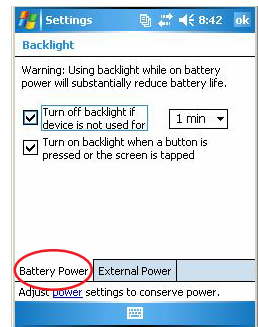 Settings 8:42 ok
Backlight
Warning: Using backlight while on battery
power will substantially reduce battery life.
Turn off backlight if
device is not used for 1 min
Turn on backlight when a button is
pressed or the screen is tapped
Battery Power External Power
Adjust power settings to conserve power.